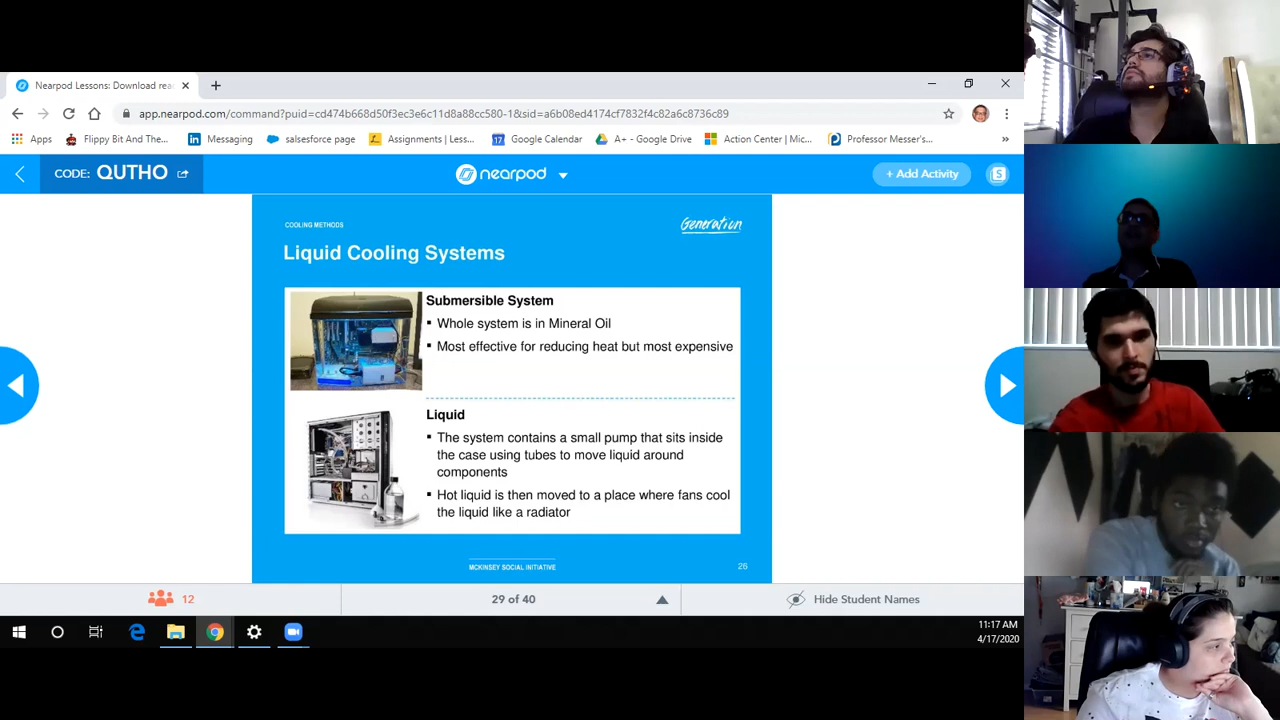 Nearpod Lessons: Download rea
app.nearpod.com/command?puid=cd471b668d50f3ec3e6c11d8a88cc580-1&sid=a6b08ed4174cf7832f4c82a6c8736c89
Apps Flippy Bit And The... Messaging salesforce page Assignments | Less... Google Calendar A+ - Google Drive Action Center | Mic... Professor Messer's...
CODE: QUTHO nearpod + Add Activity S
COOLING METHODS Generation
Liquid Cooling Systems
Submersible System
▪ Whole system is in Mineral Oil
▪ Most effective for reducing heat but most expensive
Liquid
▪ The system contains a small pump that sits inside
the case using tubes to move liquid around
components
▪ Hot liquid is then moved to a place where fans cool
the liquid like a radiator
MCKINSEY SOCIAL INITIATIVE 26
12 29 of 40 Hide Student Names
11:17 AM
4/17/2020